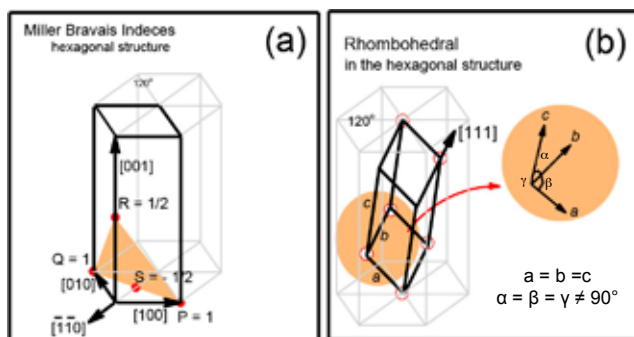 Miller Bravais Indeces
hexagonal structure
(a)
120°
[001]
R = 1/2
Q = 1
S = - 1/2
[010]
[100]
P = 1
[1̄1̄0]
Rhombohedral
in the hexagonal structure
(b)
120°
[111]
c
b
a
c
b
α
γ
β
a
a = b =c
α = β = γ ≠ 90°